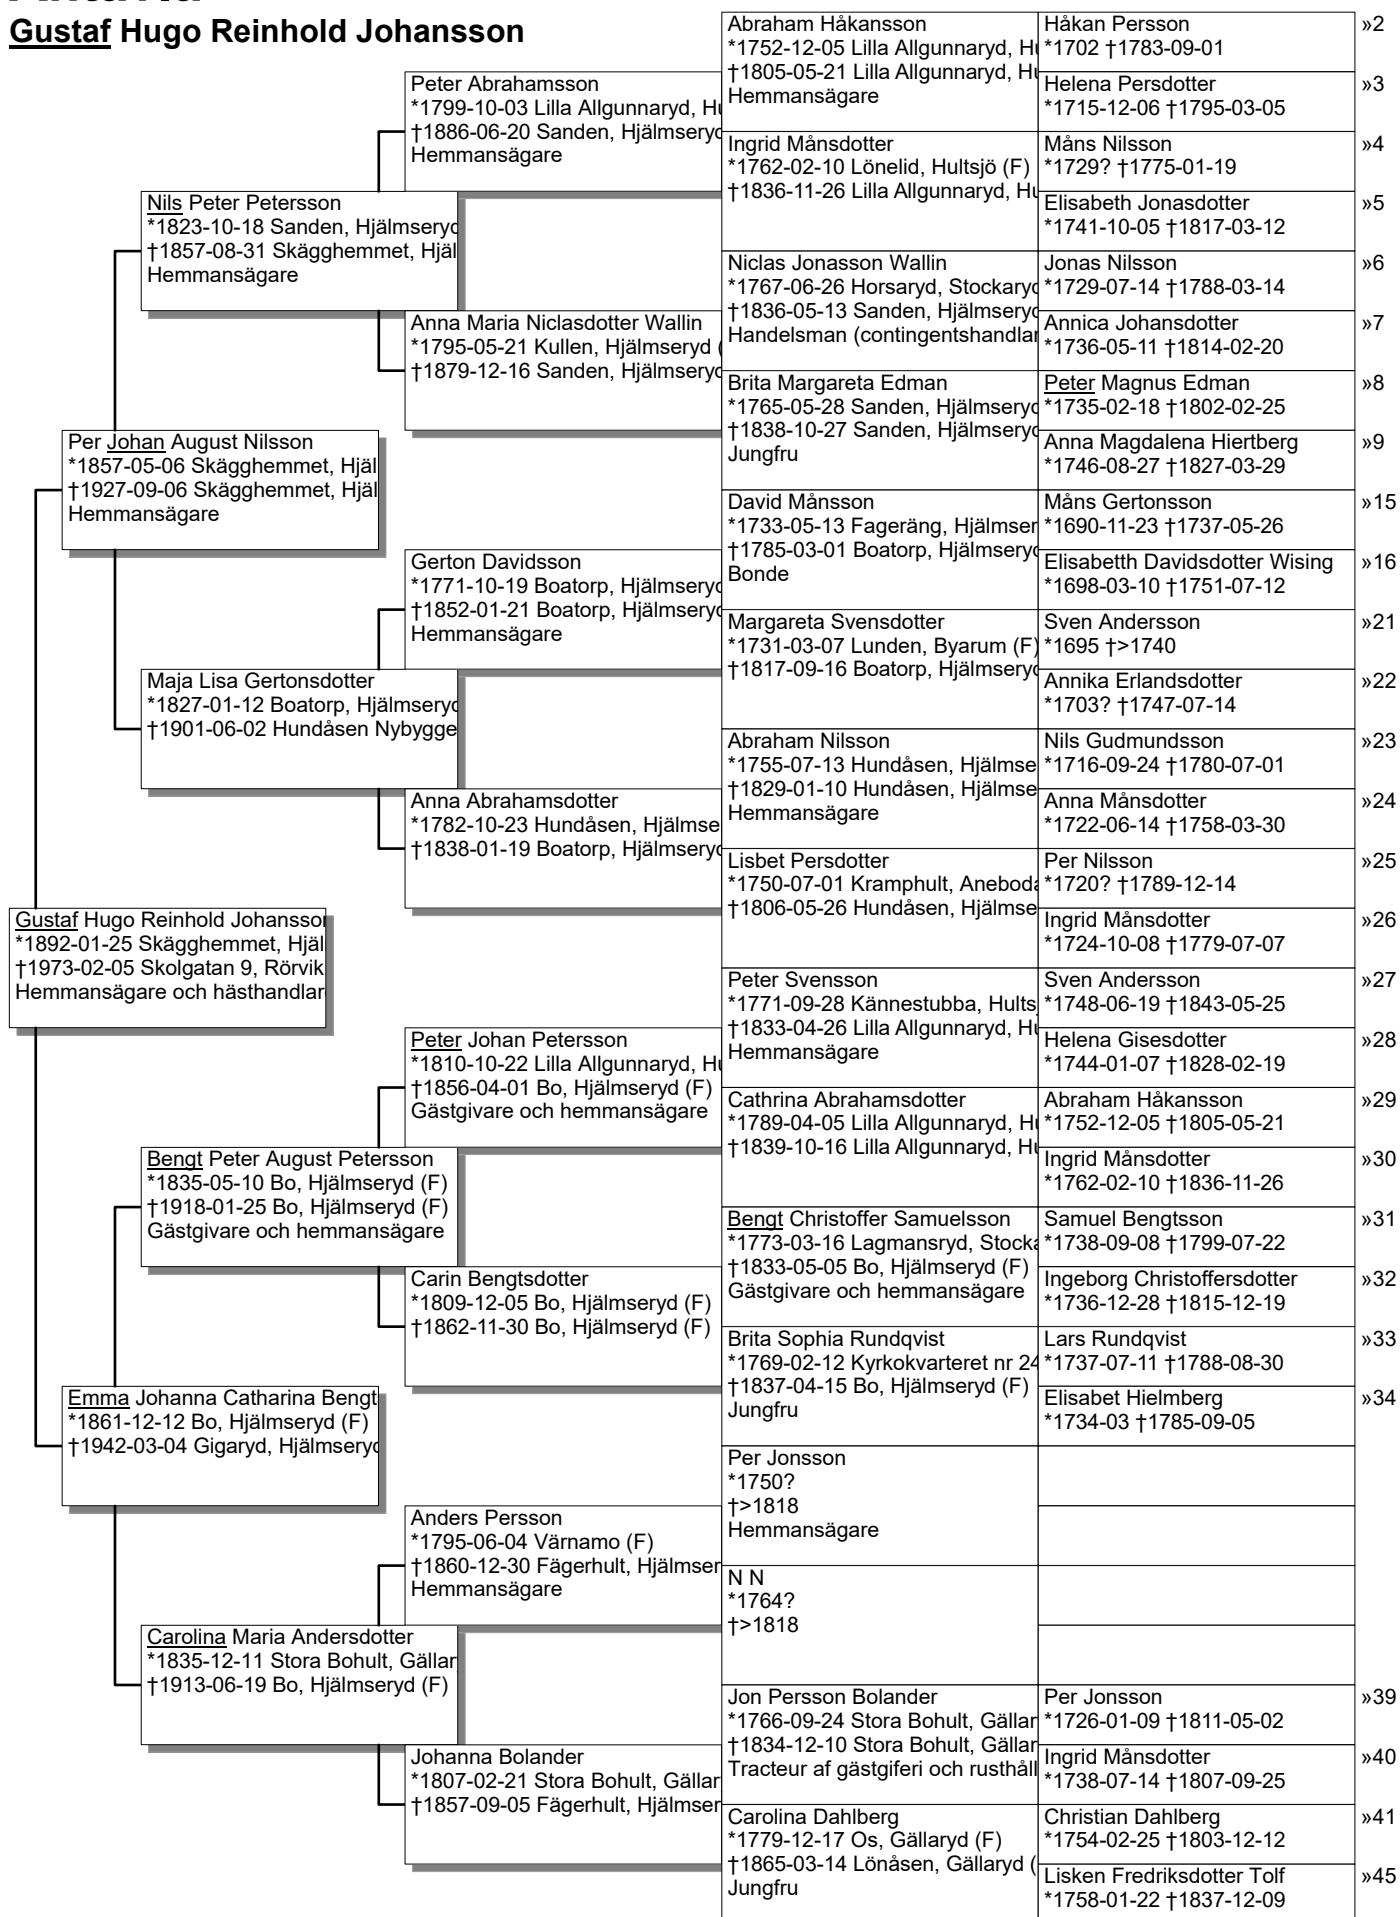 Gustaf Hugo Reinhold Johansson
Gustaf Hugo Reinhold Johansson
*1892-01-25 Skägghemmet, Hjäl
†1973-02-05 Skolgatan 9, Rörvik
Hemmansägare och hästhandlar
Per Johan August Nilsson
*1857-05-06 Skägghemmet, Hjäl
†1927-09-06 Skägghemmet, Hjäl
Hemmansägare
Emma Johanna Catharina Bengt
*1861-12-12 Bo, Hjälmseryd (F)
†1942-03-04 Gigaryd, Hjälmseryd
Nils Peter Petersson
*1823-10-18 Sanden, Hjälmseryd
†1857-08-31 Skägghemmet, Hjäl
Hemmansägare
Maja Lisa Gertonsdotter
*1827-01-12 Boatorp, Hjälmseryd
†1901-06-02 Hundåsen Nybygge
Bengt Peter August Petersson
*1835-05-10 Bo, Hjälmseryd (F)
†1918-01-25 Bo, Hjälmseryd (F)
Gästgivare och hemmansägare
Carolina Maria Andersdotter
*1835-12-11 Stora Bohult, Gällar
†1913-06-19 Bo, Hjälmseryd (F)
Peter Abrahamsson
*1799-10-03 Lilla Allgunnaryd, Hu
†1886-06-20 Sanden, Hjälmseryd
Hemmansägare
Anna Maria Niclasdotter Wallin
*1795-05-21 Kullen, Hjälmseryd (
†1879-12-16 Sanden, Hjälmseryd
Gerton Davidsson
*1771-10-19 Boatorp, Hjälmseryd
†1852-01-21 Boatorp, Hjälmseryd
Hemmansägare
Anna Abrahamsdotter
*1782-10-23 Hundåsen, Hjälmse
†1838-01-19 Boatorp, Hjälmseryd
Peter Johan Petersson
*1810-10-22 Lilla Allgunnaryd, Hu
†1856-04-01 Bo, Hjälmseryd (F)
Gästgivare och hemmansägare
Carin Bengtsdotter
*1809-12-05 Bo, Hjälmseryd (F)
†1862-11-30 Bo, Hjälmseryd (F)
Anders Persson
*1795-06-04 Värnamo (F)
†1860-12-30 Fägerhult, Hjälmser
Hemmansägare
Johanna Bolander
*1807-02-21 Stora Bohult, Gällar
†1857-09-05 Fägerhult, Hjälmser
Abraham Håkansson
*1752-12-05 Lilla Allgunnaryd, Hu
†1805-05-21 Lilla Allgunnaryd, Hu
Hemmansägare
Ingrid Månsdotter
*1762-02-10 Lönelid, Hultsjö (F)
†1836-11-26 Lilla Allgunnaryd, Hu
Niclas Jonasson Wallin
*1767-06-26 Horsaryd, Stockaryd
†1836-05-13 Sanden, Hjälmseryd
Handelsman (contingentshandlar
Brita Margareta Edman
*1765-05-28 Sanden, Hjälmseryd
†1838-10-27 Sanden, Hjälmseryd
Jungfru
David Månsson
*1733-05-13 Fageräng, Hjälmser
†1785-03-01 Boatorp, Hjälmseryd
Bonde
Margareta Svensdotter
*1731-03-07 Lunden, Byarum (F)
†1817-09-16 Boatorp, Hjälmseryd
Abraham Nilsson
*1755-07-13 Hundåsen, Hjälmse
†1829-01-10 Hundåsen, Hjälmse
Hemmansägare
Lisbet Persdotter
*1750-07-01 Kramphult, Aneboda
†1806-05-26 Hundåsen, Hjälmse
Peter Svensson
*1771-09-28 Kännestubba, Hults
†1833-04-26 Lilla Allgunnaryd, Hu
Hemmansägare
Cathrina Abrahamsdotter
*1789-04-05 Lilla Allgunnaryd, Hu
†1839-10-16 Lilla Allgunnaryd, Hu
Bengt Christoffer Samuelsson
*1773-03-16 Lagmansryd, Stocka
†1833-05-05 Bo, Hjälmseryd (F)
Gästgivare och hemmansägare
Brita Sophia Rundqvist
*1769-02-12 Kyrkokvarteret nr 24
†1837-04-15 Bo, Hjälmseryd (F)
Jungfru
Per Jonsson
*1750?
†>1818
Hemmansägare
N N
*1764?
†>1818
Jon Persson Bolander
*1766-09-24 Stora Bohult, Gällar
†1834-12-10 Stora Bohult, Gällar
Tracteur af gästgiferi och rusthåll
Carolina Dahlberg
*1779-12-17 Os, Gällaryd (F)
†1865-03-14 Lönåsen, Gällaryd (
Jungfru
Håkan Persson »2
*1702 †1783-09-01
Helena Persdotter »3
*1715-12-06 †1795-03-05
Måns Nilsson »4
*1729? †1775-01-19
Elisabeth Jonasdotter »5
*1741-10-05 †1817-03-12
Jonas Nilsson »6
*1729-07-14 †1788-03-14
Annica Johansdotter »7
*1736-05-11 †1814-02-20
Peter Magnus Edman »8
*1735-02-18 †1802-02-25
Anna Magdalena Hiertberg »9
*1746-08-27 †1827-03-29
Måns Gertonsson »15
*1690-11-23 †1737-05-26
Elisabetth Davidsdotter Wising »16
*1698-03-10 †1751-07-12
Sven Andersson »21
*1695 †>1740
Annika Erlandsdotter »22
*1703? †1747-07-14
Nils Gudmundsson »23
*1716-09-24 †1780-07-01
Anna Månsdotter »24
*1722-06-14 †1758-03-30
Per Nilsson »25
*1720? †1789-12-14
Ingrid Månsdotter »26
*1724-10-08 †1779-07-07
Sven Andersson »27
*1748-06-19 †1843-05-25
Helena Gisesdotter »28
*1744-01-07 †1828-02-19
Abraham Håkansson »29
*1752-12-05 †1805-05-21
Ingrid Månsdotter »30
*1762-02-10 †1836-11-26
Samuel Bengtsson »31
*1738-09-08 †1799-07-22
Ingeborg Christoffersdotter »32
*1736-12-28 †1815-12-19
Lars Rundqvist »33
*1737-07-11 †1788-08-30
Elisabet Hielmberg »34
*1734-03 †1785-09-05
Per Jonsson »39
*1726-01-09 †1811-05-02
Ingrid Månsdotter »40
*1738-07-14 †1807-09-25
Christian Dahlberg »41
*1754-02-25 †1803-12-12
Lisken Fredriksdotter Tolf »45
*1758-01-22 †1837-12-09